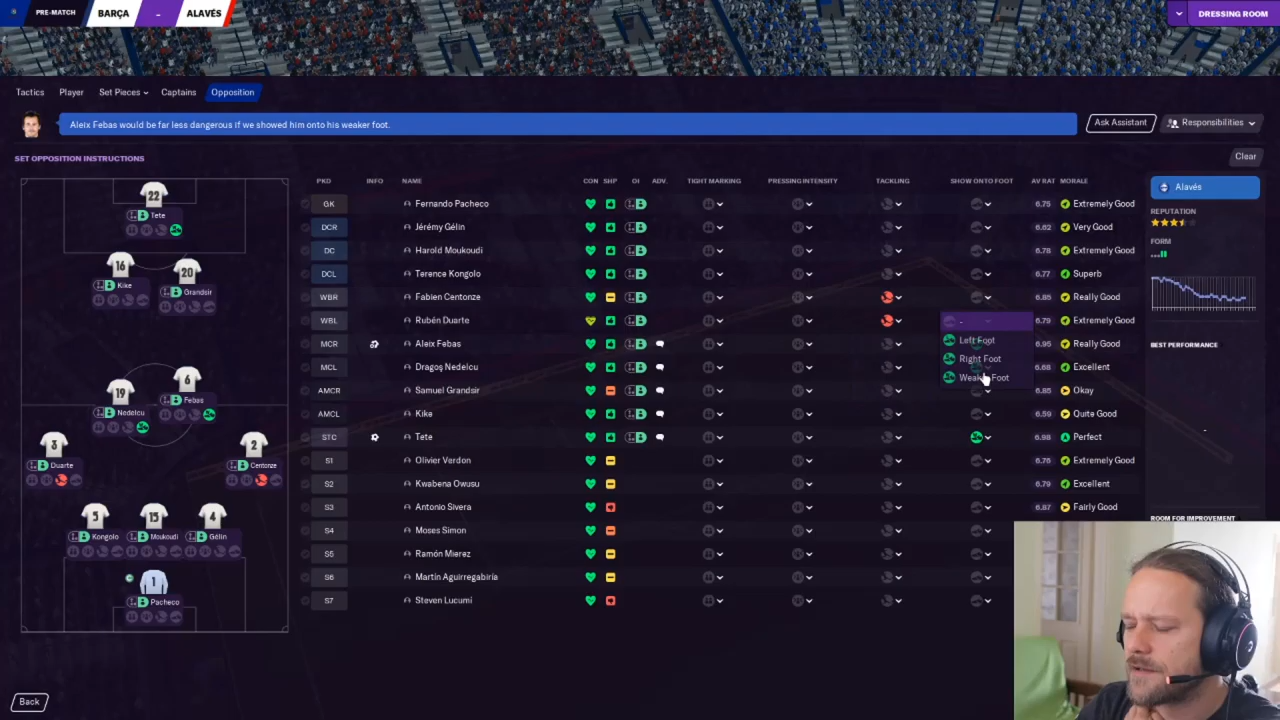 PRE-MATCH BARÇA - ALAVÉS DRESSING ROOM
Tactics Player Set Pieces Captains Opposition
Aleix Febas would be far less dangerous if we showed him onto his weaker foot. Ask Assistant Responsibilities
SET OPPOSITION INSTRUCTIONS Clear
PKD INFO NAME CON SHP OI ADV. TIGHT MARKING PRESSING INTENSITY TACKLING SHOW ONTO FOOT AV RAT MORALE
GK Fernando Pacheco 6.75 Extremely Good
DCR Jérémy Gélin 6.62 Very Good
DC Harold Moukoudi 6.78 Extremely Good
DCL Terence Kongolo 6.77 Superb
WBR Fabien Centonze 6.85 Really Good
WBL Rubén Duarte - 6.79 Extremely Good
Left Foot
MCR Aleix Febas 6.95 Really Good
Right Foot
MCL Dragoş Nedelcu 6.68 Excellent
Foot
AMCR Samuel Grandsir 6.85 Okay
AMCL Kike 6.59 Quite Good
STC Tete 6.98 Perfect
S1 Olivier Verdon 6.76 Extremely Good
S2 Kwabena Owusu 6.79 Excellent
S3 Antonio Sivera 6.87 Fairly Good
S4 Moses Simon
S5 Ramón Mierez
S6 Martín Aguirregabiría
S7 Steven Lucumí
22
Tete
16
Kike
20
Grandsir
19
Nedelcu
6
Febas
3
Duarte
2
Centonze
5
Kongolo
15
Moukoudi
4
Gélin
1
Pacheco
Alavés
REPUTATION
FORM
BEST PERFORMANCE
-
ROOM FOR IMPROVEMENT
Back